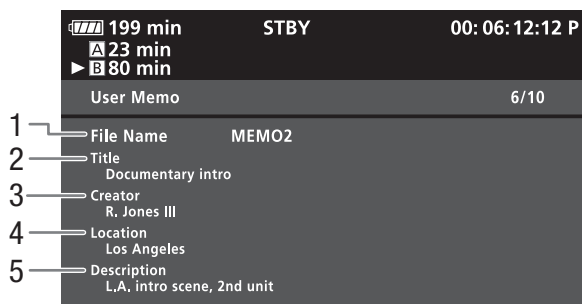 199 min STBY 00:06:12:12 P
A 23 min
B 80 min
User Memo 6/10
1 File Name MEMO2
2 Title
Documentary intro
3 Creator
R. Jones III
4 Location
Los Angeles
5 Description
L.A. intro scene, 2nd unit